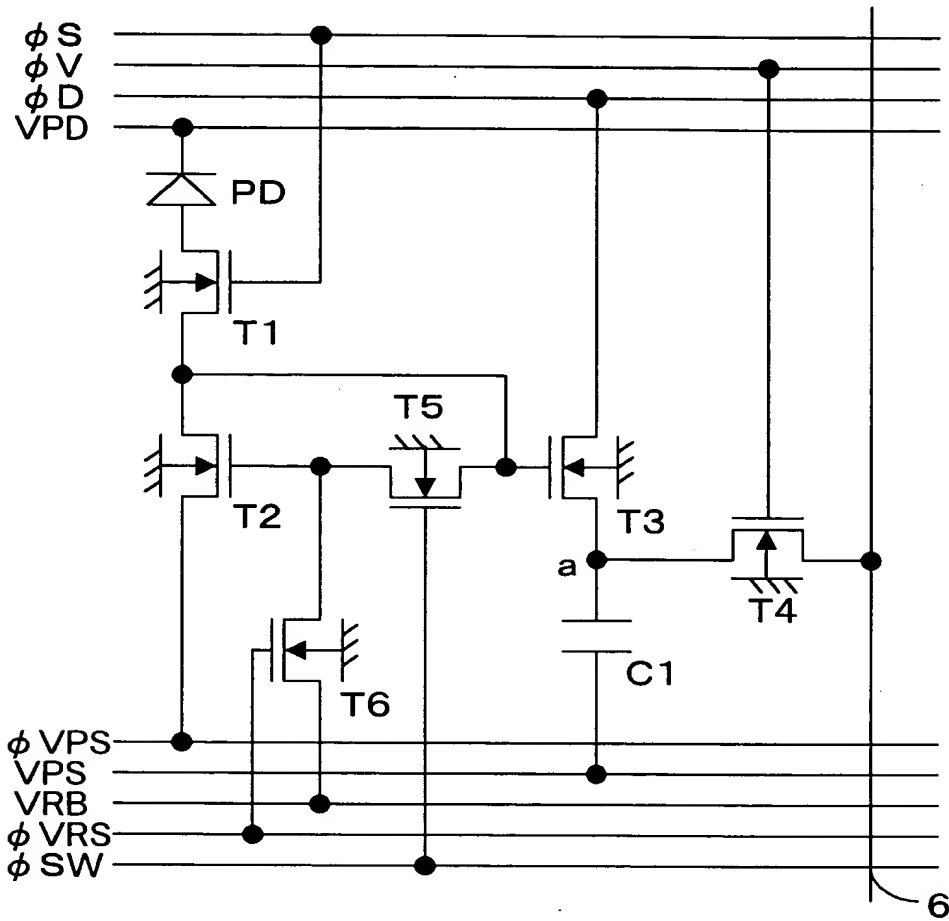 ϕS
ϕV
ϕD
VPD
PD
T1
T5
T2
T3
a
T4
C1
T6
ϕVPS
VPS
VRB
ϕVRS
ϕSW
6